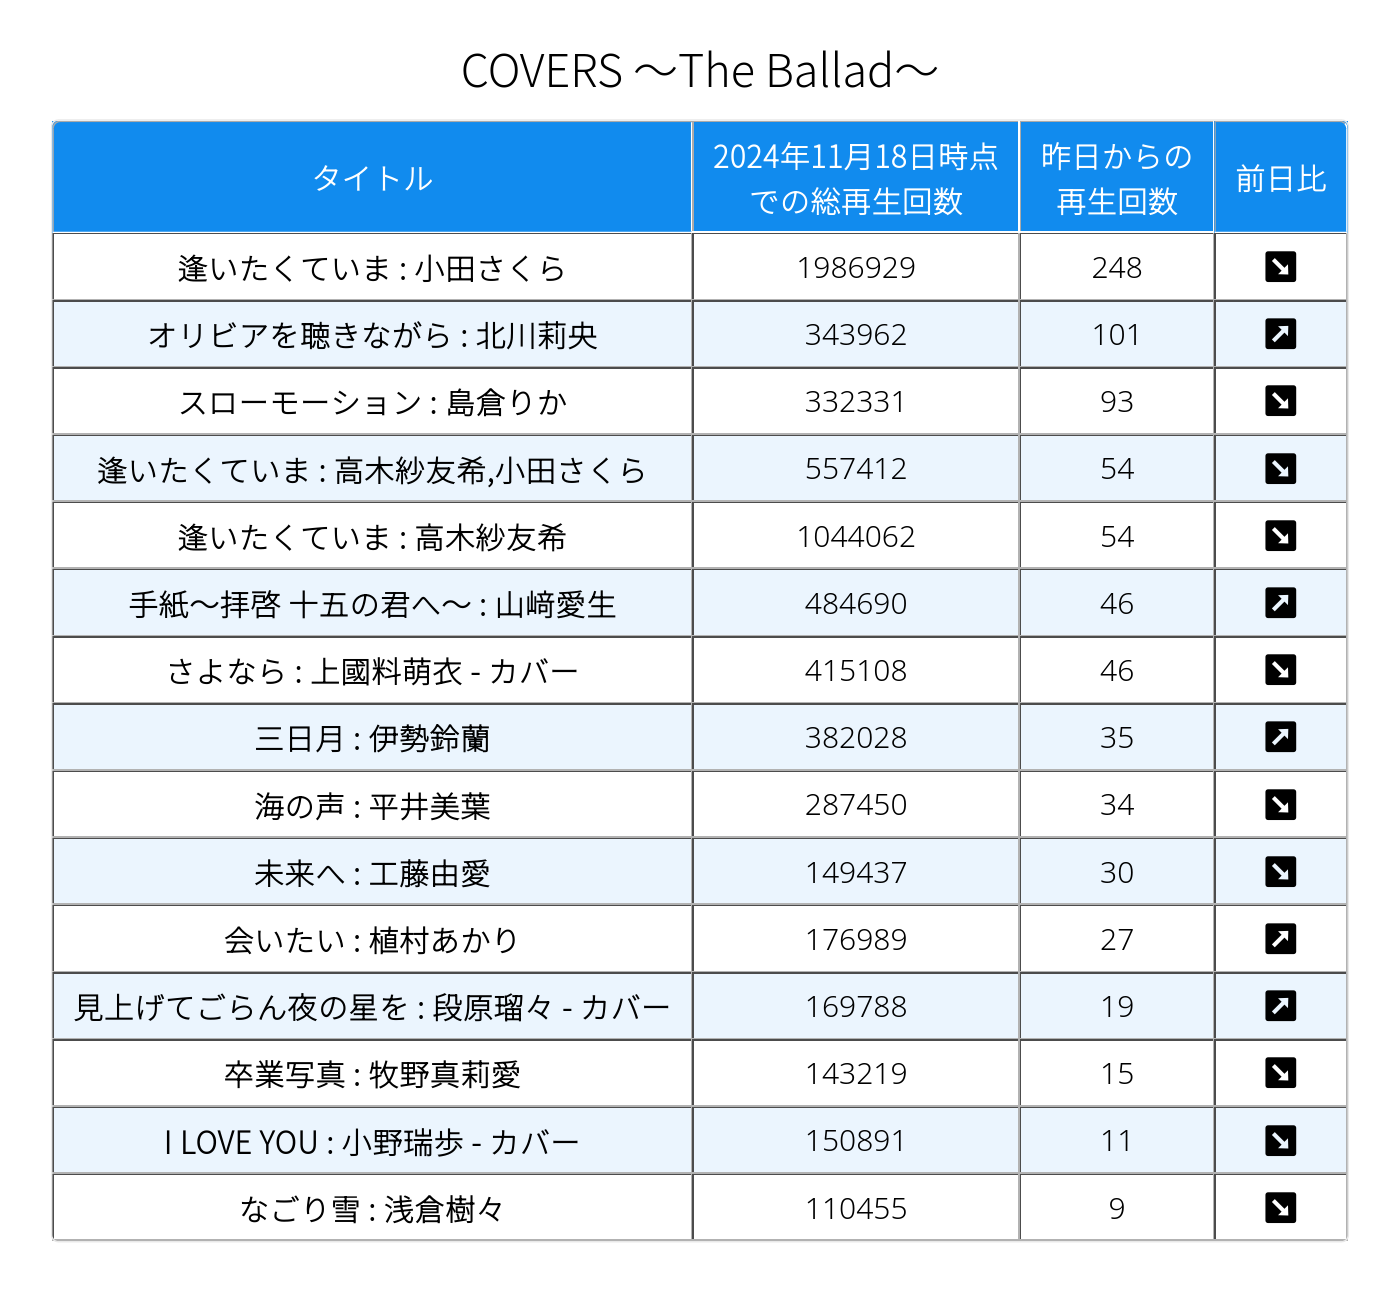 COVERS ～The Ballad～
タイトル 2024年11月18日時点での総再生回数 昨日からの再生回数 前日比
逢いたくていま : 小田さくら 1986929 248 ↘
オリビアを聴きながら : 北川莉央 343962 101 ↗
スローモーション : 島倉りか 332331 93 ↘
逢いたくていま : 高木紗友希,小田さくら 557412 54 ↘
逢いたくていま : 高木紗友希 1044062 54 ↘
手紙～拝啓 十五の君へ～ : 山﨑愛生 484690 46 ↗
さよなら : 上國料萌衣 - カバー 415108 46 ↘
三日月 : 伊勢鈴蘭 382028 35 ↗
海の声 : 平井美葉 287450 34 ↘
未来へ : 工藤由愛 149437 30 ↘
会いたい : 植村あかり 176989 27 ↗
見上げてごらん夜の星を : 段原瑠々 - カバー 169788 19 ↗
卒業写真 : 牧野真莉愛 143219 15 ↘
I LOVE YOU : 小野瑞歩 - カバー 150891 11 ↘
なごり雪 : 浅倉樹々 110455 9 ↘